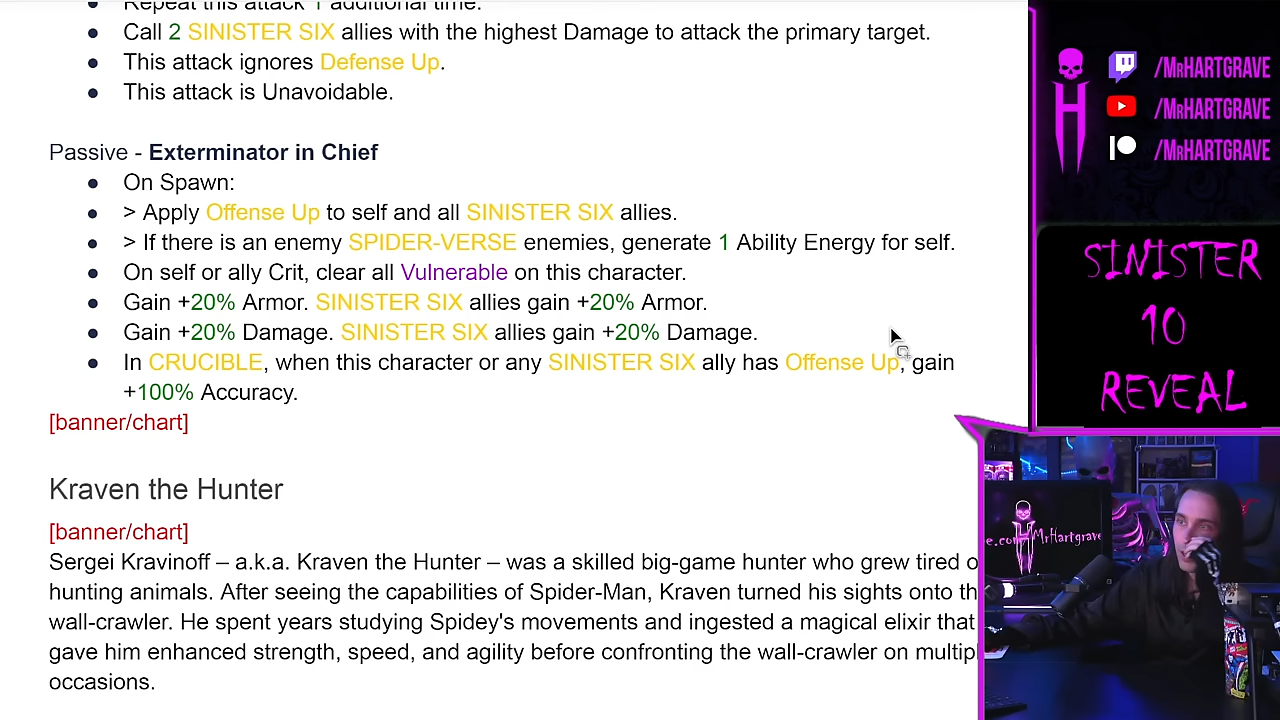 Repeat this attack 1 additional time.
Call 2 SINISTER SIX allies with the highest Damage to attack the primary target.
This attack ignores Defense Up.
This attack is Unavoidable.
Passive - Exterminator in Chief
On Spawn:
> Apply Offense Up to self and all SINISTER SIX allies.
> If there is an enemy SPIDER-VERSE enemies, generate 1 Ability Energy for self.
On self or ally Crit, clear all Vulnerable on this character.
Gain +20% Armor. SINISTER SIX allies gain +20% Armor.
Gain +20% Damage. SINISTER SIX allies gain +20% Damage.
In CRUCIBLE, when this character or any SINISTER SIX ally has Offense Up, gain
+100% Accuracy.
[banner/chart]
Kraven the Hunter
[banner/chart]
Sergei Kravinoff – a.k.a. Kraven the Hunter – was a skilled big-game hunter who grew tired o
hunting animals. After seeing the capabilities of Spider-Man, Kraven turned his sights onto th
wall-crawler. He spent years studying Spidey's movements and ingested a magical elixir that
gave him enhanced strength, speed, and agility before confronting the wall-crawler on multip
occasions.
/MRHARTGRAVE
/MRHARTGRAVE
/MRHARTGRAVE
SINISTER
10
REVEAL
e.com/MrHartgrave